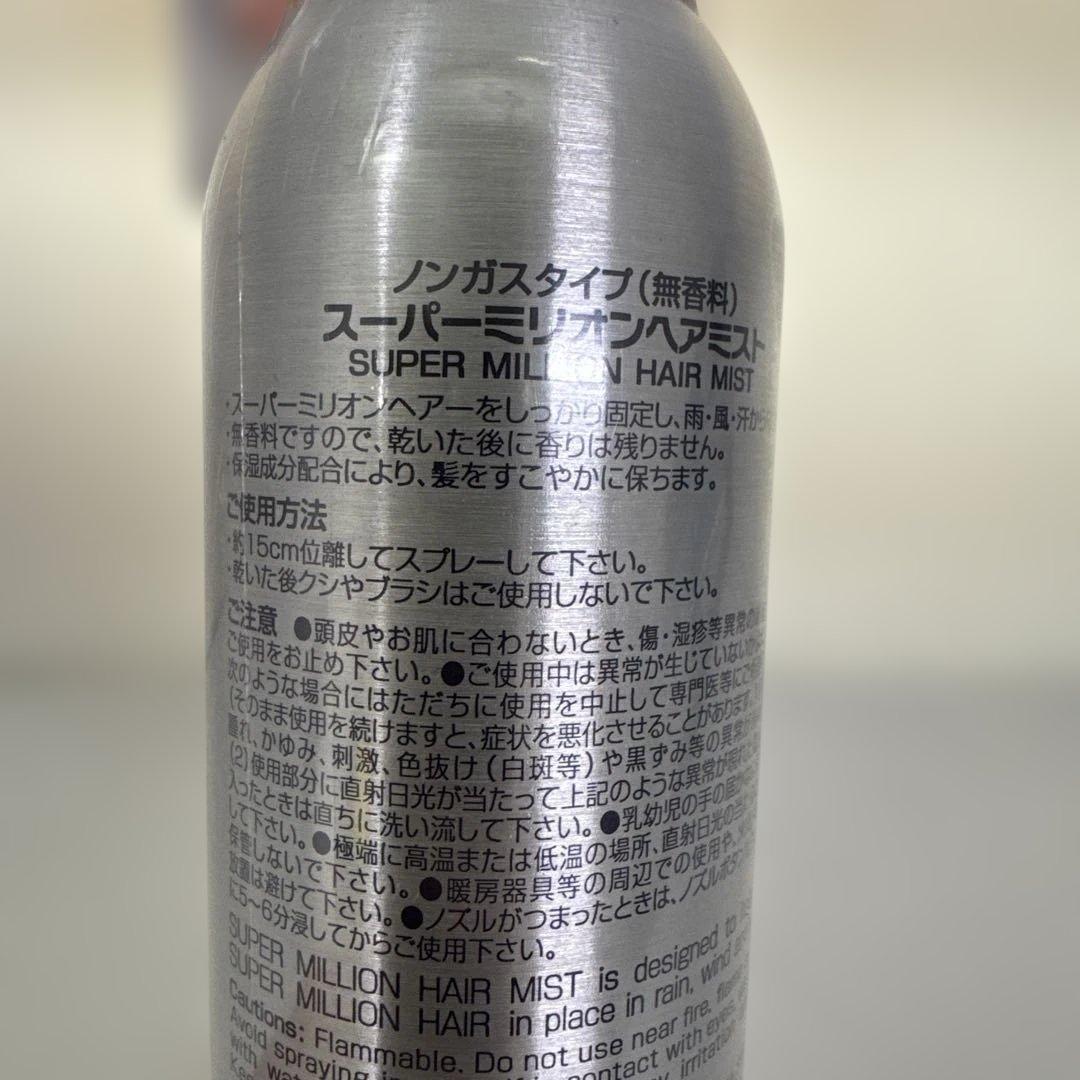 ノンガスタイプ(無香料)
スーパーミリオンヘアミスト
SUPER MILLION HAIR MIST
・スーパーミリオンヘアーをしっかり固定し、雨・風・汗から
・無香料ですので、乾いた後に香りは残りません。
・保湿成分配合により、髪をすこやかに保ちます。
ご使用方法
・約15cm位離してスプレーして下さい。
・乾いた後クシやブラシはご使用しないで下さい。
ご注意 ●頭皮やお肌に合わないとき、傷・湿疹等異常の
ご使用をお止め下さい。●ご使用中は異常が生じていないか
次のような場合にはただちに使用を中止して専門医等にご
(そのまま使用を続けますと、症状を悪化させることがあります。
腫れ、かゆみ、刺激、色抜け(白斑等)や黒ずみ等の異常が
(2)使用部分に直射日光が当たって上記のような異常が現れた
入ったときは直ちに洗い流して下さい。●乳幼児の手の届か
して下さい。●極端に高温または低温の場所、直射日光の当
保管しないで下さい。●暖房器具等の周辺での使用や、
放置は避けて下さい。●ノズルがつまったときは、ノズルボタン
に5〜6分浸してからご使用下さい。
SUPER MILLION HAIR MIST is designed to
SUPER MILLION HAIR in place in rain, wind
Cautions: Flammable. Do not use near fire,
Avoid spraying contact with eyes,
with irritation